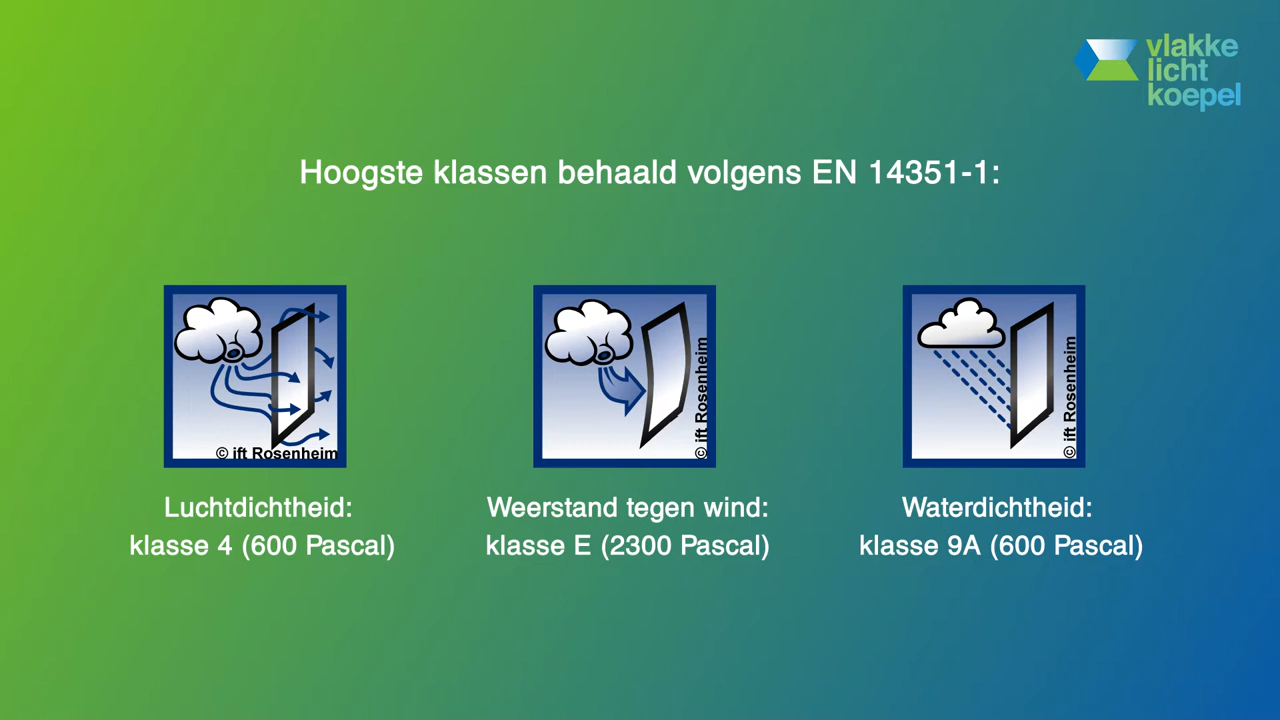 vlakke
licht
koepel
Hoogste klassen behaald volgens EN 14351-1:
© ift Rosenheim
© ift Rosenheim
© ift Rosenheim
Luchtdichtheid:
klasse 4 (600 Pascal)
Weerstand tegen wind:
klasse E (2300 Pascal)
Waterdichtheid:
klasse 9A (600 Pascal)